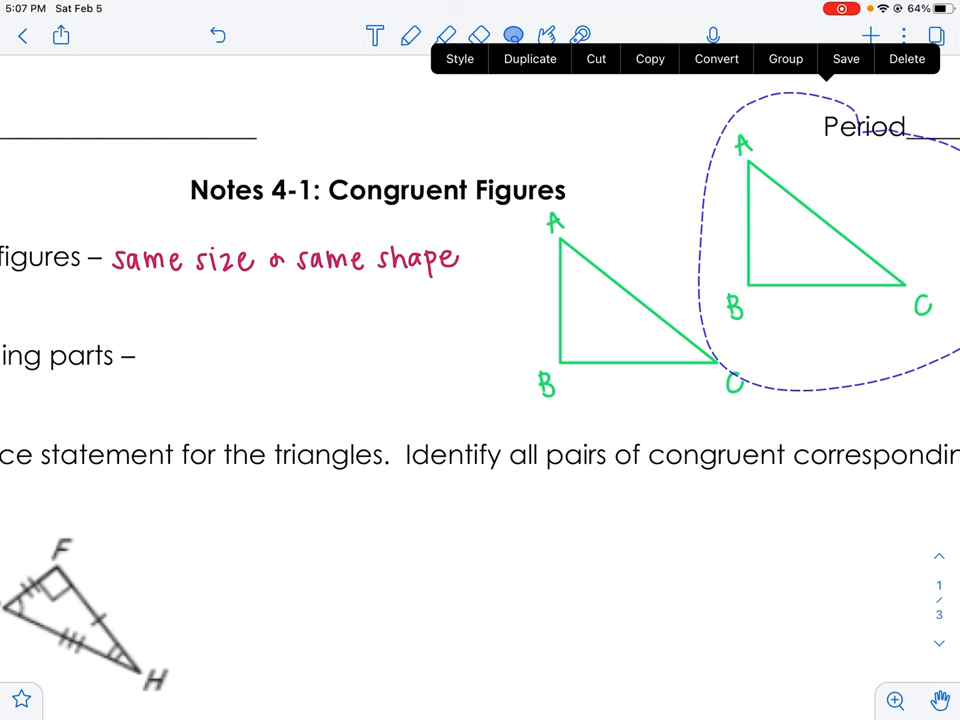 5:07 PM Sat Feb 5
64%
Style Duplicate Cut Copy Convert Group Save Delete
Period
Notes 4-1: Congruent Figures
figures – same size & same shape
A
B
C
A
B
C
ing parts –
ce statement for the triangles. Identify all pairs of congruent correspondin
F
H
1
/
3